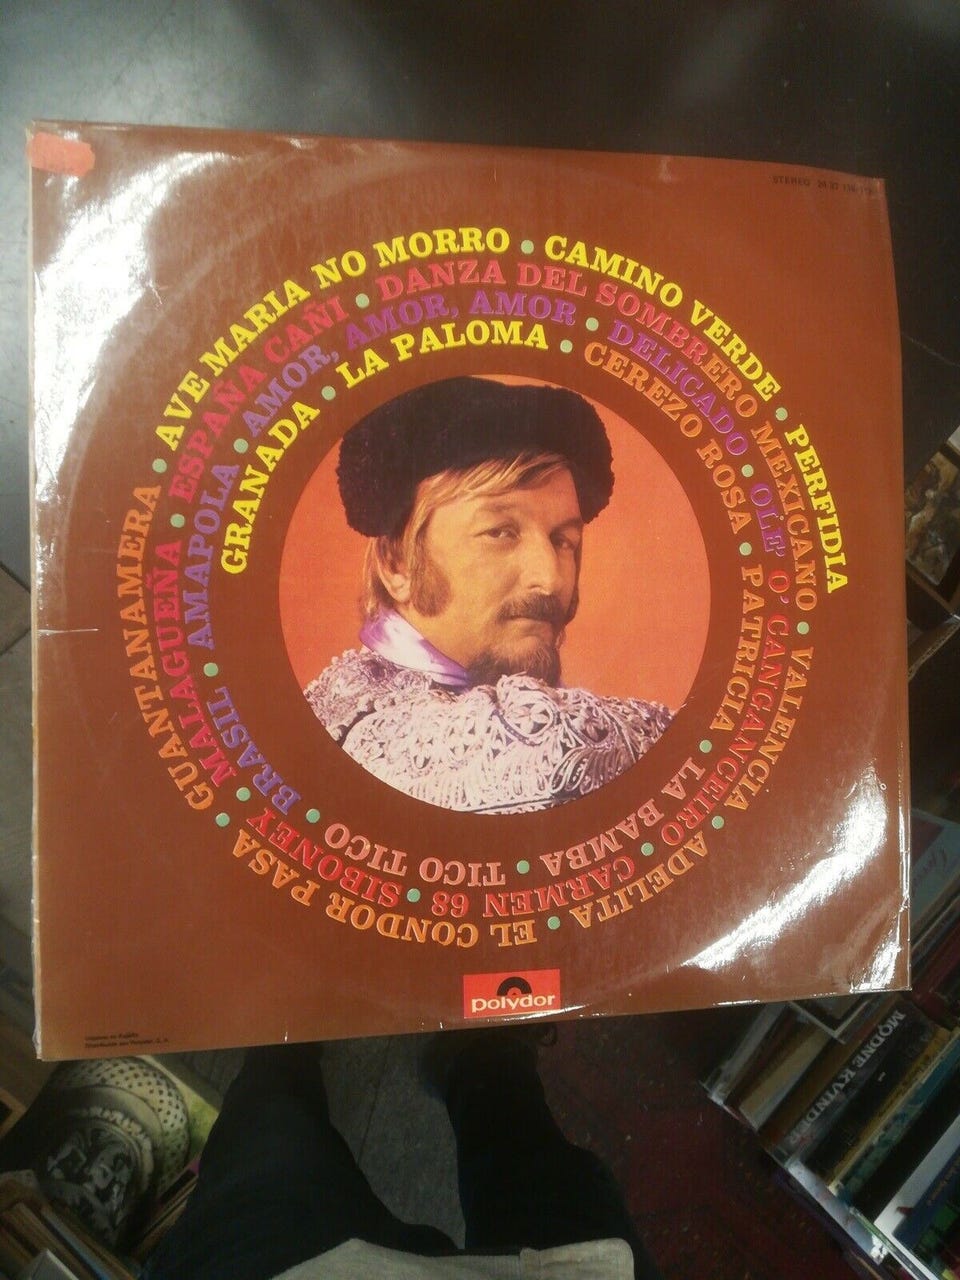 STEREO
GRANADA • LA PALOMA • CEREZO ROSA • PATRICIA • LA BAMBA • TICO TICO • BRASIL • AMAPOLA • AMOR, AMOR, AMOR • DELICADO • OLE' O' CANGANCEIRO • CARMEN 68 • SIBONEY • MALAGUEÑA • ESPAÑA CAÑI • DANZA DEL SOMBRERO MEXICANO • VALENCIA • ADELITA • EL CONDOR PASA • GUANTANAMERA • AVE MARIA NO MORRO • CAMINO VERDE • PERFIDIA
polydor
MODNE KVINDER